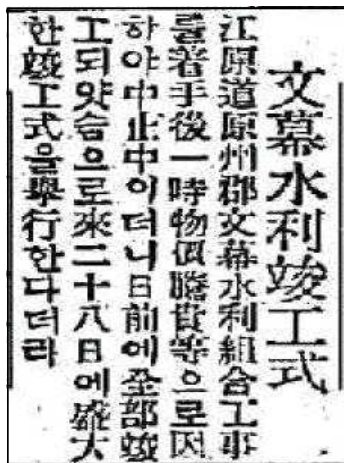 文幕水利竣工式
江原道原州郡文幕水利組合工事
를着手後一時物價騰貴等으로因
하야中止中이더니日前에全部竣
工되얏슴으로來二十八日에盛大
한竣工式을擧行한다더라